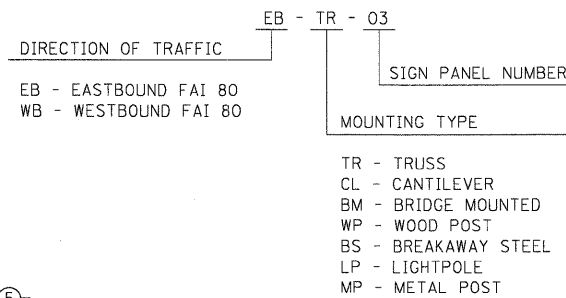 EB - TR - 03
DIRECTION OF TRAFFIC
EB - EASTBOUND FAI 80
WB - WESTBOUND FAI 80
SIGN PANEL NUMBER
MOUNTING TYPE
TR - TRUSS
CL - CANTILEVER
BM - BRIDGE MOUNTED
WP - WOOD POST
BS - BREAKAWAY STEEL
LP - LIGHTPOLE
MP - METAL POST